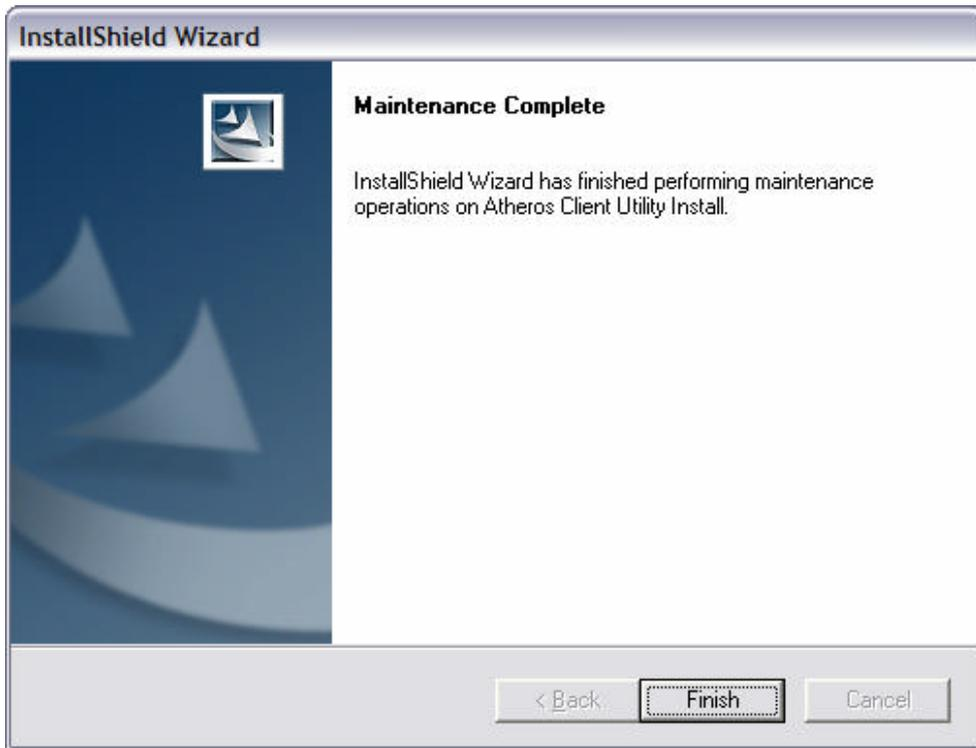 InstallShield Wizard
Maintenance Complete
InstallShield Wizard has finished performing maintenance
operations on Atheros Client Utility Install.
< Back
Finish
Cancel